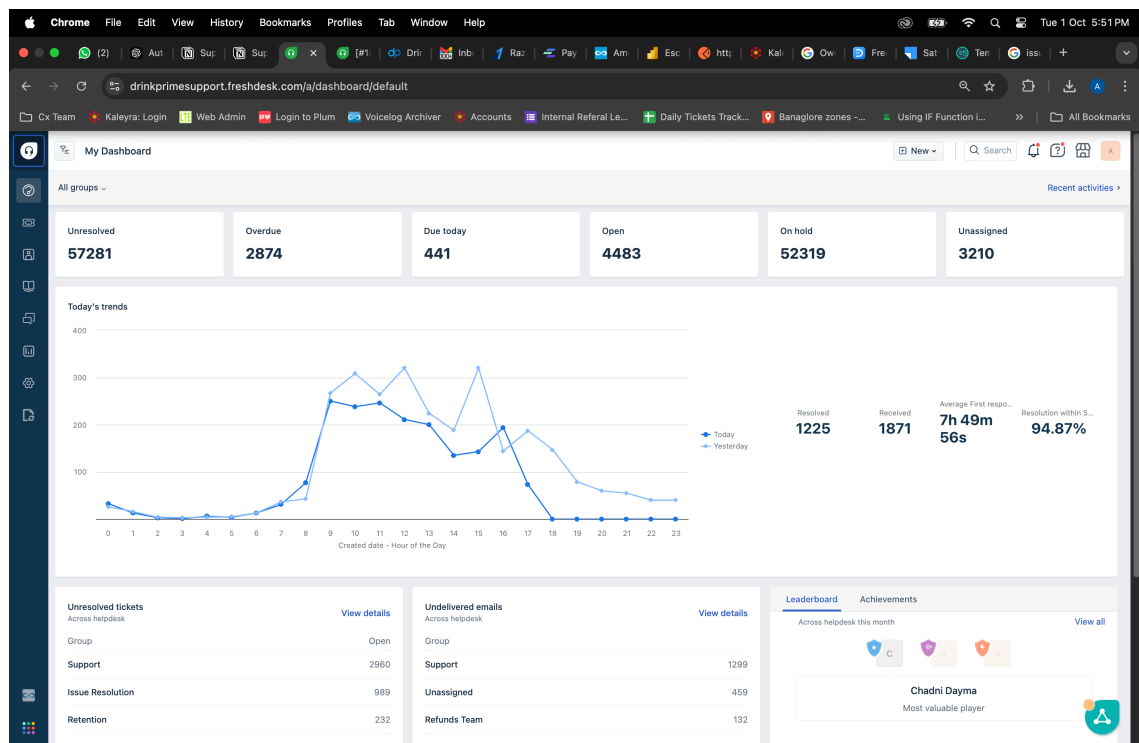 Chrome File Edit View History Bookmarks Profiles Tab Window Help Tue 1 Oct 5:51 PM
(2) Aut Sup Sup × [#1 Drin Inb Raz Pay Am Esc http Kale Ow Fre Sat Ten issu +
drinkprimesupport.freshdesk.com/a/dashboard/default A
Cx Team Kaleyra: Login Web Admin Login to Plum Voicelog Archiver Accounts Internal Referal Le... Daily Tickets Track... Banaglore zones -... Using IF Function i... » All Bookmarks
My Dashboard New Search A
All groups Recent activities
Unresolved Overdue Due today Open On hold Unassigned
57281 2874 441 4483 52319 3210
Today's trends
400
300
200
100
0 1 2 3 4 5 6 7 8 9 10 11 12 13 14 15 16 17 18 19 20 21 22 23
Created date - Hour of the Day
Today
Yesterday
Resolved
1225
Received
1871
Average First respo...
7h 49m
56s
Resolution within S...
94.87%
Unresolved tickets View details
Across helpdesk
Group Open
Support 2960
Issue Resolution 989
Retention 232
Undelivered emails View details
Across helpdesk
Group
Support 1299
Unassigned 459
Refunds Team 132
Leaderboard Achievements
Across helpdesk this month View all
C
Chadni Dayma
Most valuable player